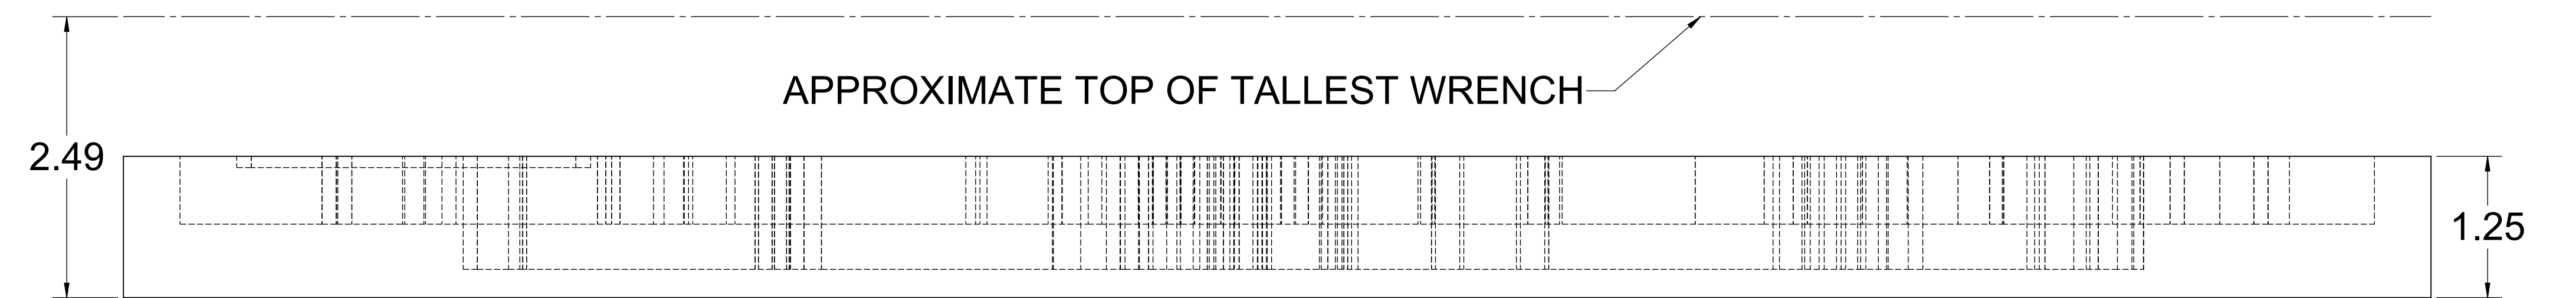 APPROXIMATE TOP OF TALLEST WRENCH
2.49
1.25